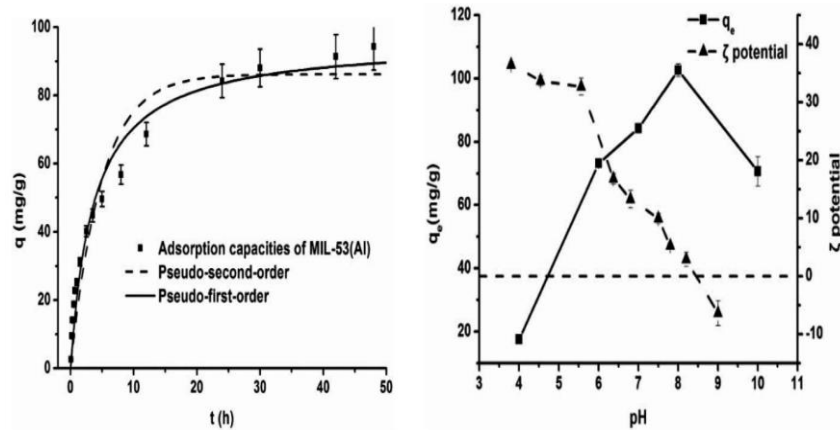 100
80
60
40
20
0
q (mg/g)
Adsorption capacities of MIL-53(Al)
Pseudo-second-order
Pseudo-first-order
0 10 20 30 40 50
t (h)
120
100
80
60
40
20
qe(mg/g)
qe
ζ potential
40
30
20
10
0
-10
ζ potential
3 4 5 6 7 8 9 10 11
pH